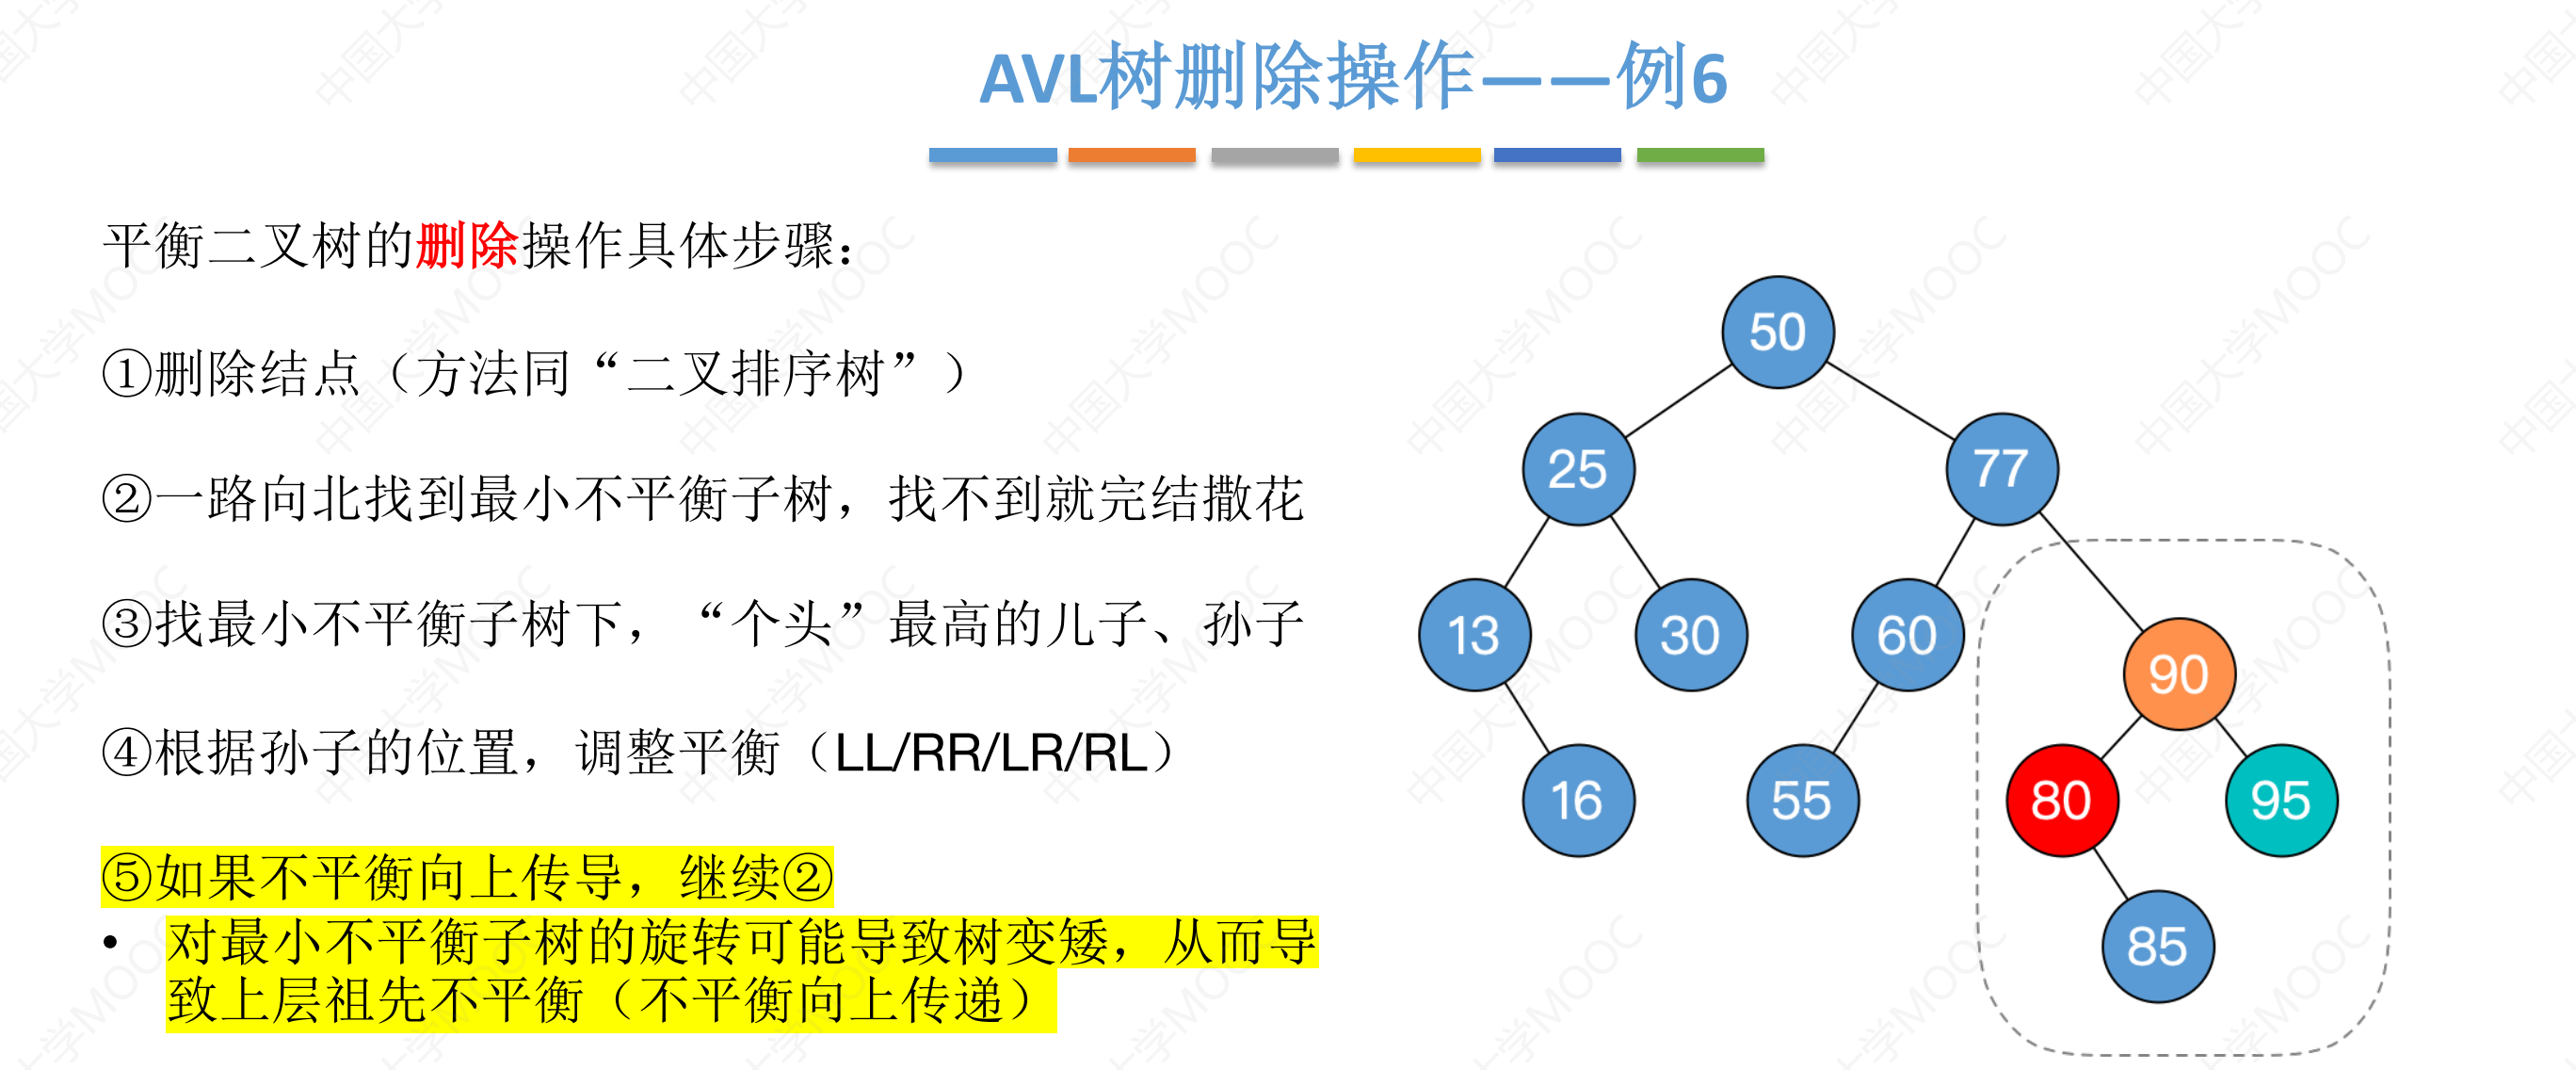 AVL树删除操作——例6
平衡二叉树的删除操作具体步骤：
①删除结点（方法同“二叉排序树”）
②一路向北找到最小不平衡子树，找不到就完结撒花
③找最小不平衡子树下，“个头”最高的儿子、孙子
④根据孙子的位置，调整平衡（LL/RR/LR/RL）
⑤如果不平衡向上传导，继续②
• 对最小不平衡子树的旋转可能导致树变矮，从而导
致上层祖先不平衡（不平衡向上传递）
50
25
77
13
30
60
90
16
55
80
95
85
中国大学MOOC